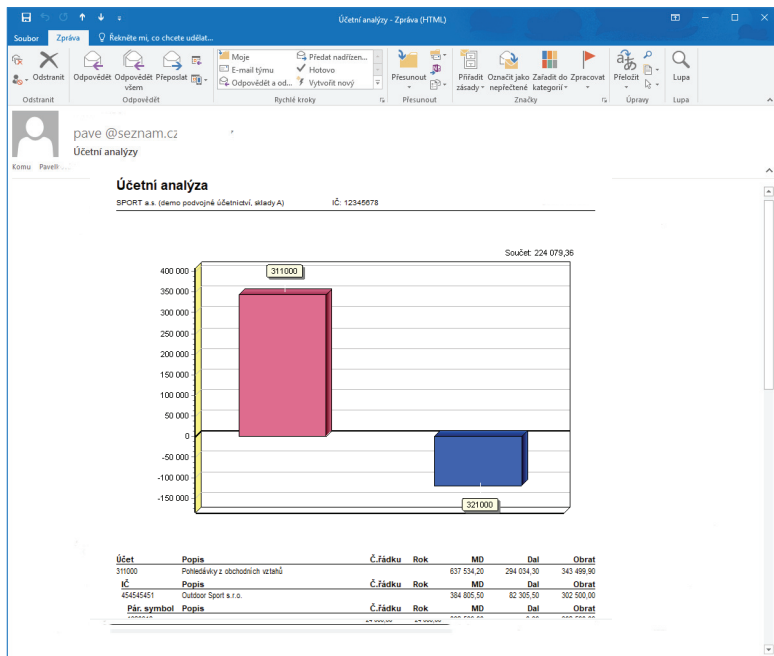 Účetní analýzy - Zpráva (HTML)
Soubor Zpráva Řekněte mi, co chcete udělat...
Odstranit
Odpovědět Odpovědět všem Přeposlat
Moje
E-mail týmu
Odpovědět a od...
Předat nadřízen...
Hotovo
Vytvořit nový
Přesunout
Přiřadit zásady Označit jako nepřečtené Zařadit do kategorií Zpracovat
Přeložit
Lupa
Odstranit Odpovědět Rychlé kroky Přesunout Značky Úpravy Lupa
pave @seznam.cz
Účetní analýzy
Komu
Účetní analýza
SPORT a.s. (demo podvojné účetnictví, sklady A) IČ: 12345678
Součet: 224 079,36
400 000
311000
350 000
300 000
250 000
200 000
150 000
100 000
50 000
0
-50 000
-100 000
-150 000
321000
Účet Popis Č.řádku Rok MD Dal Obrat
311000 Pohledávky z obchodních vztahů 637 534,20 294 034,30 343 499,90
IČ Popis Č.řádku Rok MD Dal Obrat
454545451 Outdoor Sport s.r.o. 384 805,50 82 305,50 302 500,00
Pár. symbol Popis Č.řádku Rok MD Dal Obrat